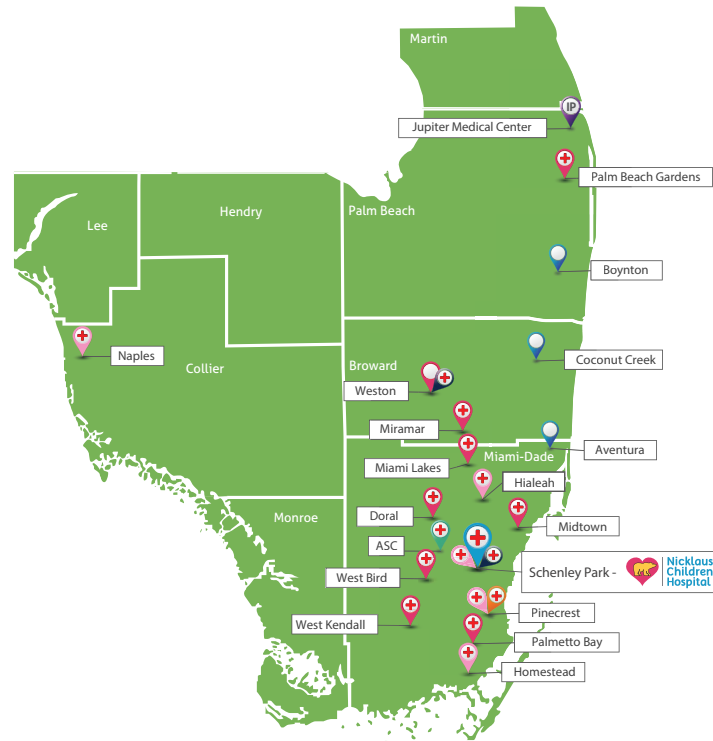 Martin
IP
Jupiter Medical Center
Palm Beach Gardens
Hendry
Palm Beach
Lee
Boynton
Naples
Coconut Creek
Collier
Broward
Weston
Miramar
Aventura
Miami Lakes
Miami-Dade
Hialeah
Monroe
Doral
Midtown
ASC
Schenley Park -
Nicklaus
Children
Hospital
West Bird
Pinecrest
West Kendall
Palmetto Bay
Homestead